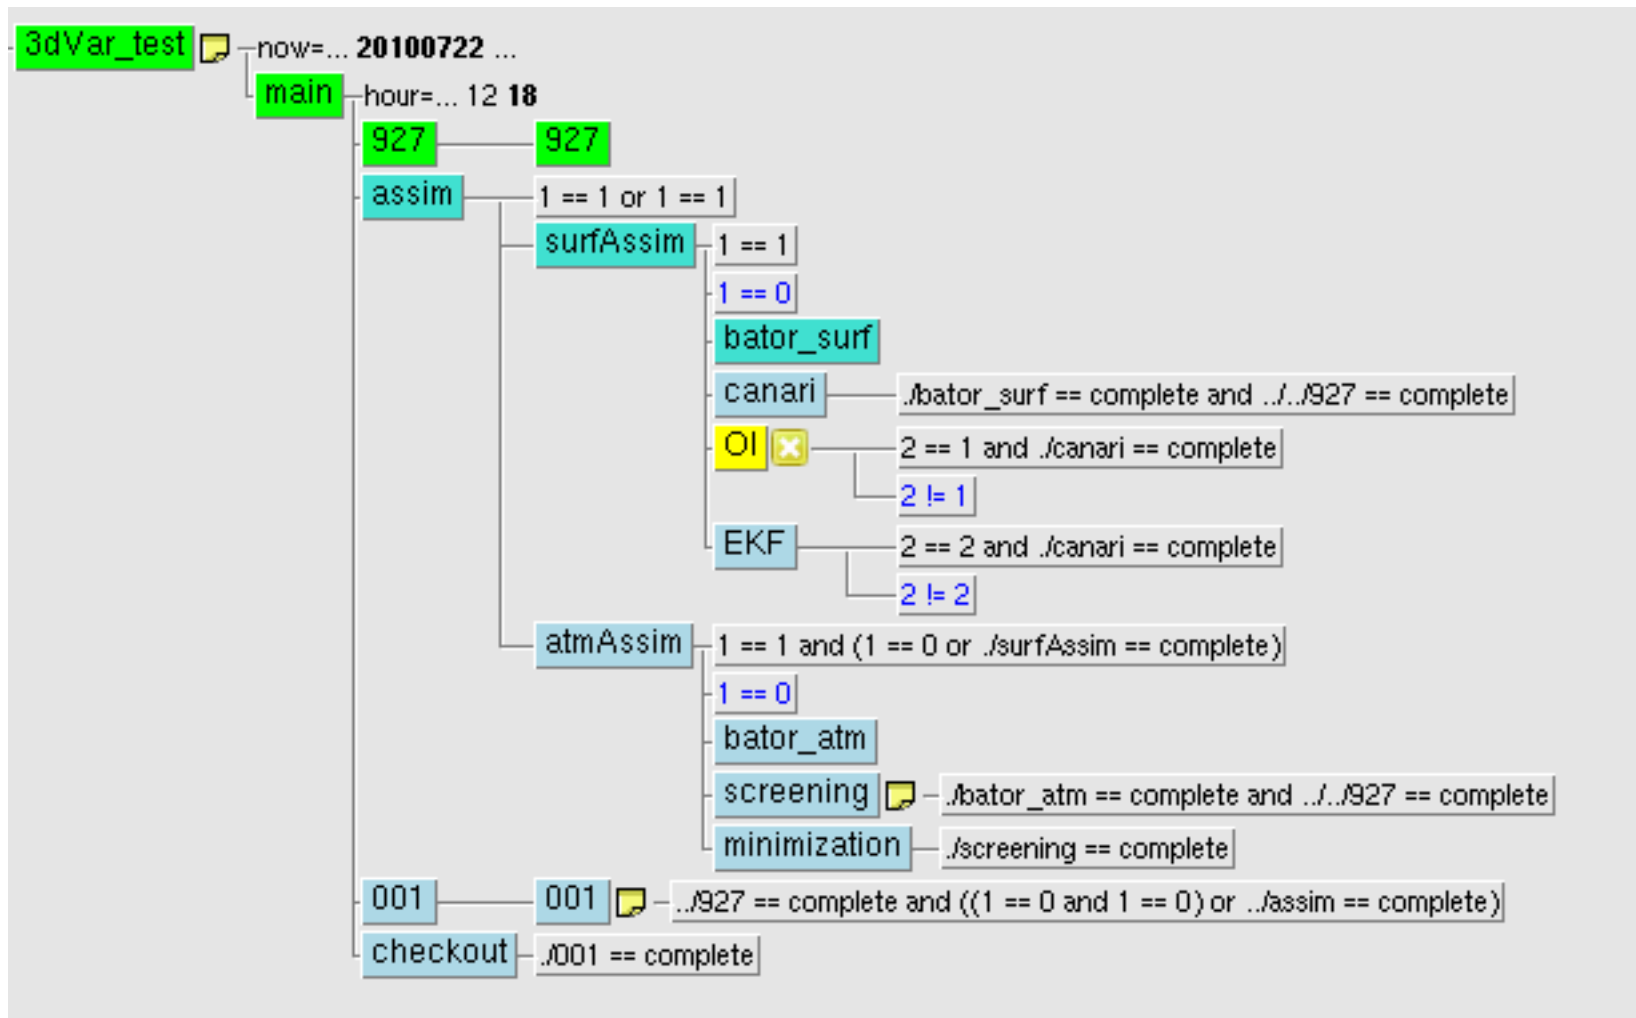 3dVar_test now=... 20100722 ...
main hour=... 12 18
927 927
assim 1 == 1 or 1 == 1
surfAssim 1 == 1
1 == 0
bator_surf
canari ./bator_surf == complete and ../../927 == complete
OI 2 == 1 and ./canari == complete
2 != 1
EKF 2 == 2 and ./canari == complete
2 != 2
atmAssim 1 == 1 and (1 == 0 or ./surfAssim == complete)
1 == 0
bator_atm
screening ./bator_atm == complete and ../../927 == complete
minimization ./screening == complete
001 001 ../927 == complete and ((1 == 0 and 1 == 0) or ../assim == complete)
checkout ./001 == complete